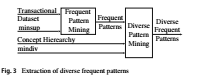 Transactional
Dataset
minsup
Frequent
Pattern
Mining
Frequent
Patterns
Concept Hierearchy
mindiv
Diverse
Pattern
Mining
Diverse
Frequent
Patterns
Fig. 3 Extraction of diverse frequent patterns